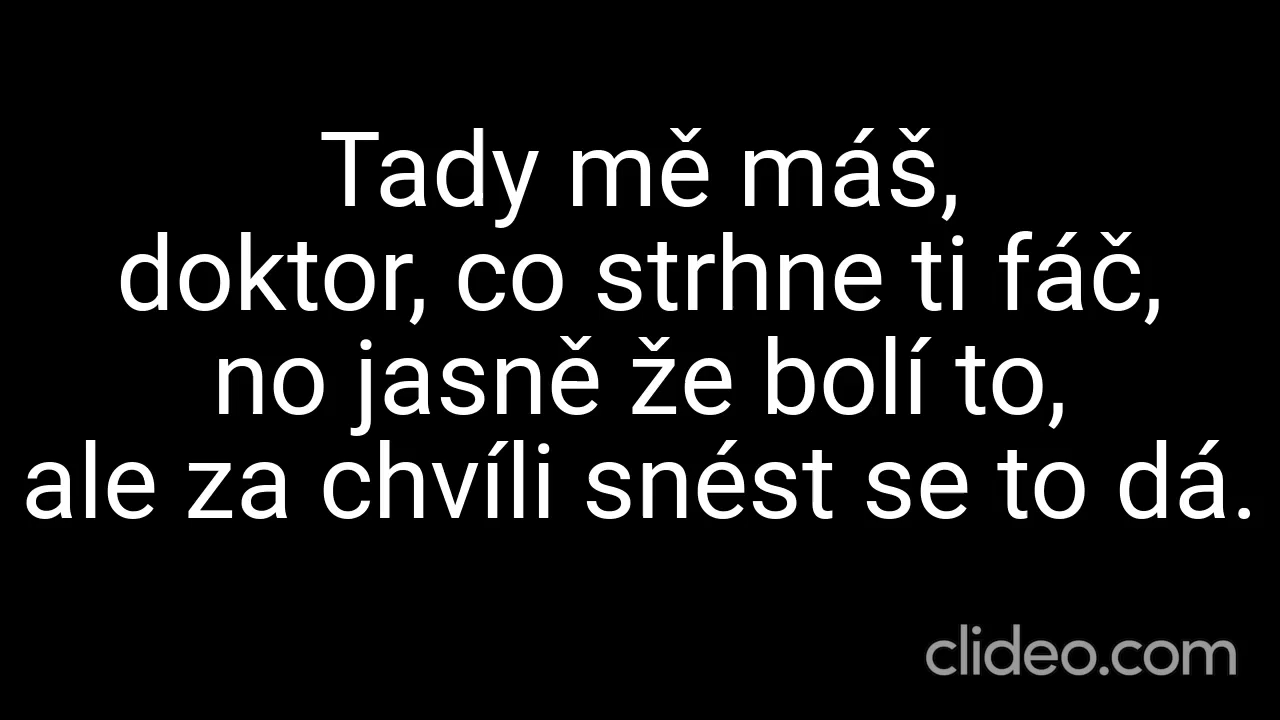 Tady mě máš,
doktor, co strhne ti fáč,
no jasně že bolí to,
ale za chvíli snést se to dá.
clideo.com